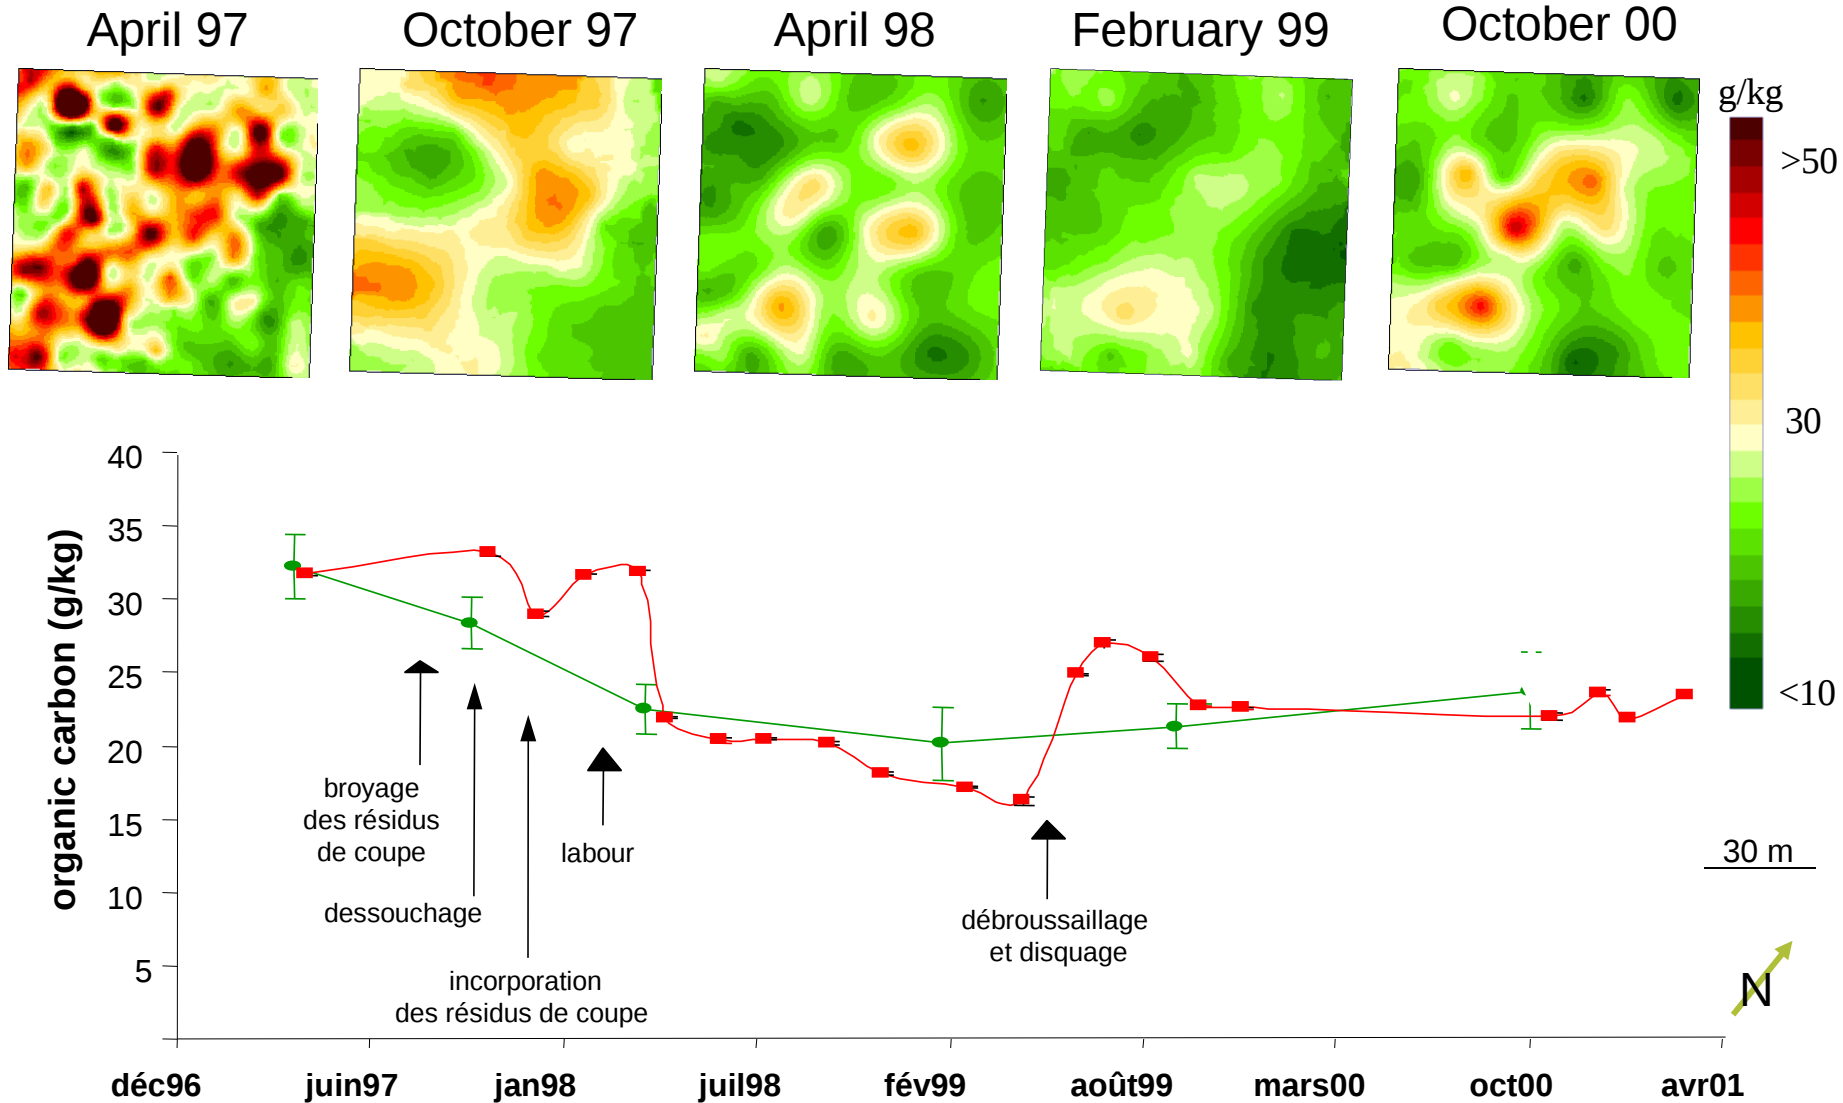 April 97
October 97
April 98
February 99
October 00
g/kg
>50
30
<10
40
35
30
25
20
15
10
5
organic carbon (g/kg)
broyage
des résidus
de coupe
dessouchage
incorporation
des résidus de coupe
labour
débroussaillage
et disquage
30 m
N
déc96
juin97
jan98
juil98
fév99
août99
mars00
oct00
avr01